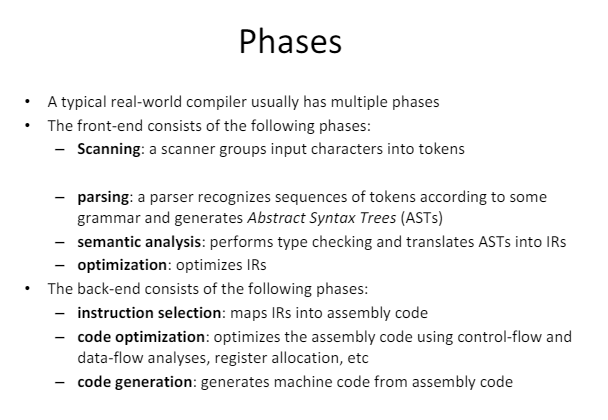 Phases
• A typical real-world compiler usually has multiple phases
• The front-end consists of the following phases:
– Scanning: a scanner groups input characters into tokens
– parsing: a parser recognizes sequences of tokens according to some
grammar and generates Abstract Syntax Trees (ASTs)
– semantic analysis: performs type checking and translates ASTs into IRs
– optimization: optimizes IRs
• The back-end consists of the following phases:
– instruction selection: maps IRs into assembly code
– code optimization: optimizes the assembly code using control-flow and
data-flow analyses, register allocation, etc
– code generation: generates machine code from assembly code